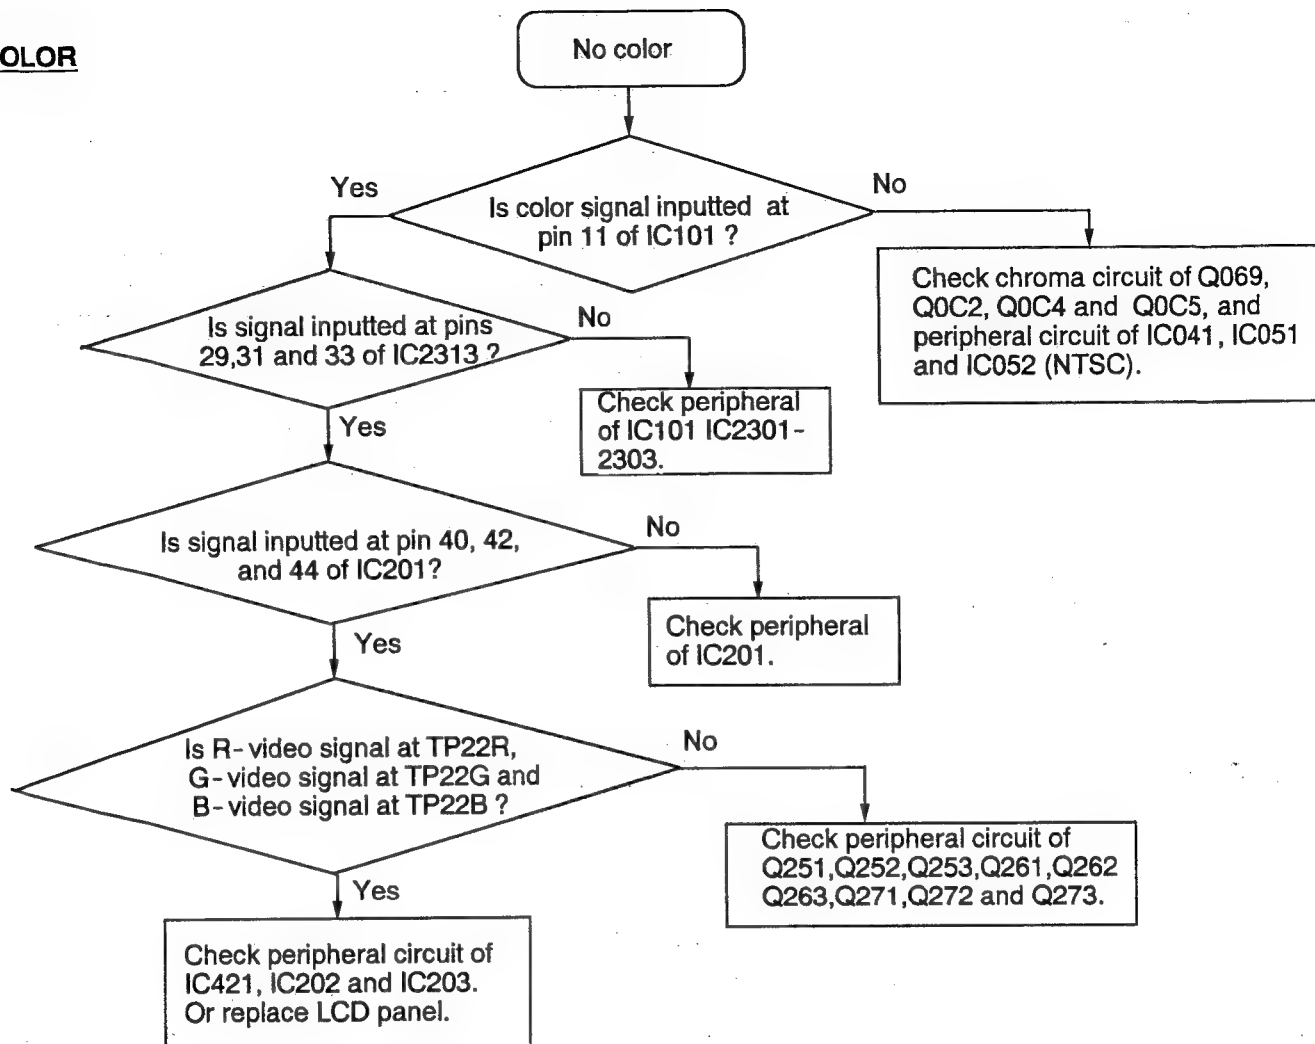 OLOR
No color
Yes
No
Is color signal inputted at
pin 11 of IC101 ?
Check chroma circuit of Q069,
Q0C2, Q0C4 and Q0C5, and
peripheral circuit of IC041, IC051
and IC052 (NTSC).
Is signal inputted at pins
29,31 and 33 of IC2313 ?
No
Check peripheral
of IC101 IC2301-
2303.
Yes
Is signal inputted at pin 40, 42,
and 44 of IC201?
No
Check peripheral
of IC201.
Yes
Is R-video signal at TP22R,
G-video signal at TP22G and
B-video signal at TP22B ?
No
Check peripheral circuit of
Q251,Q252,Q253,Q261,Q262
Q263,Q271,Q272 and Q273.
Yes
Check peripheral circuit of
IC421, IC202 and IC203.
Or replace LCD panel.